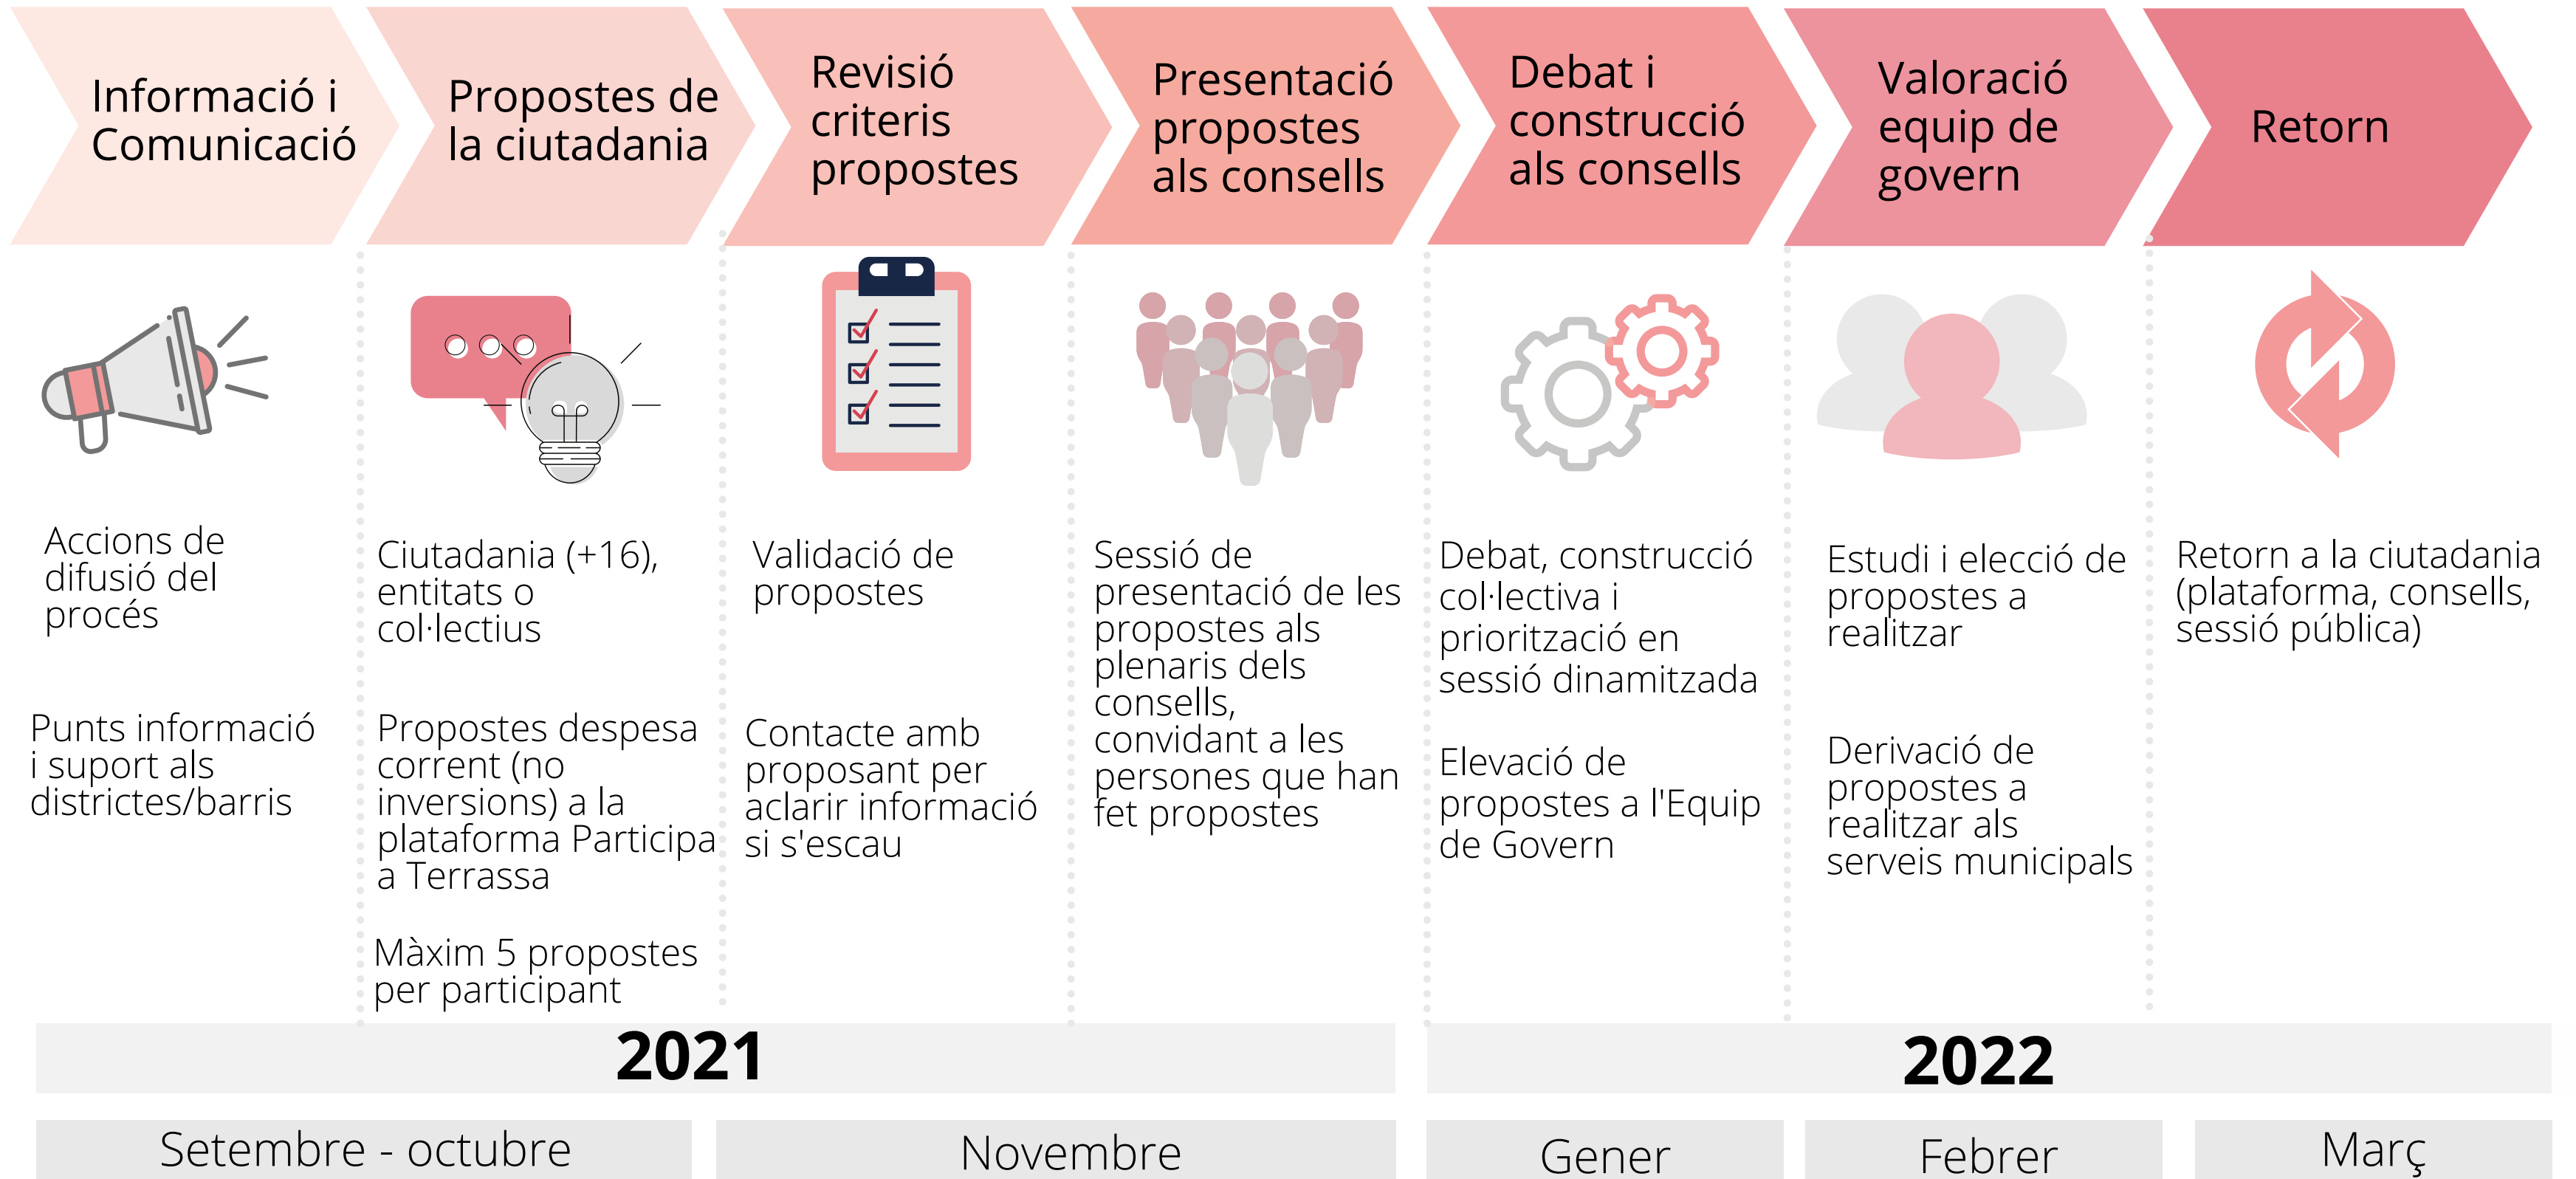 Informació i
Comunicació
Propostes de
la ciutadania
Revisió
criteris
propostes
Presentació
propostes
als consells
Debat i
construcció
als consells
Valoració
equip de
govern
Retorn
Accions de
difusió del
procés
Punts informació
i suport als
districtes/barris
Ciutadania (+16),
entitats o
col·lectius
Propostes despesa
corrent (no
inversions) a la
plataforma Participa
a Terrassa
Màxim 5 propostes
per participant
Validació de
propostes
Contacte amb
proposant per
aclarir informació
si s'escau
Sessió de
presentació de les
propostes als
plenaris dels
consells,
convidant a les
persones que han
fet propostes
Debat, construcció
col·lectiva i
priorització en
sessió dinamitzada
Elevació de
propostes a l'Equip
de Govern
Estudi i elecció de
propostes a
realitzar
Derivació de
propostes a
realitzar als
serveis municipals
Retorn a la ciutadania
(plataforma, consells,
sessió pública)
2021
2022
Setembre - octubre
Novembre
Gener
Febrer
Març